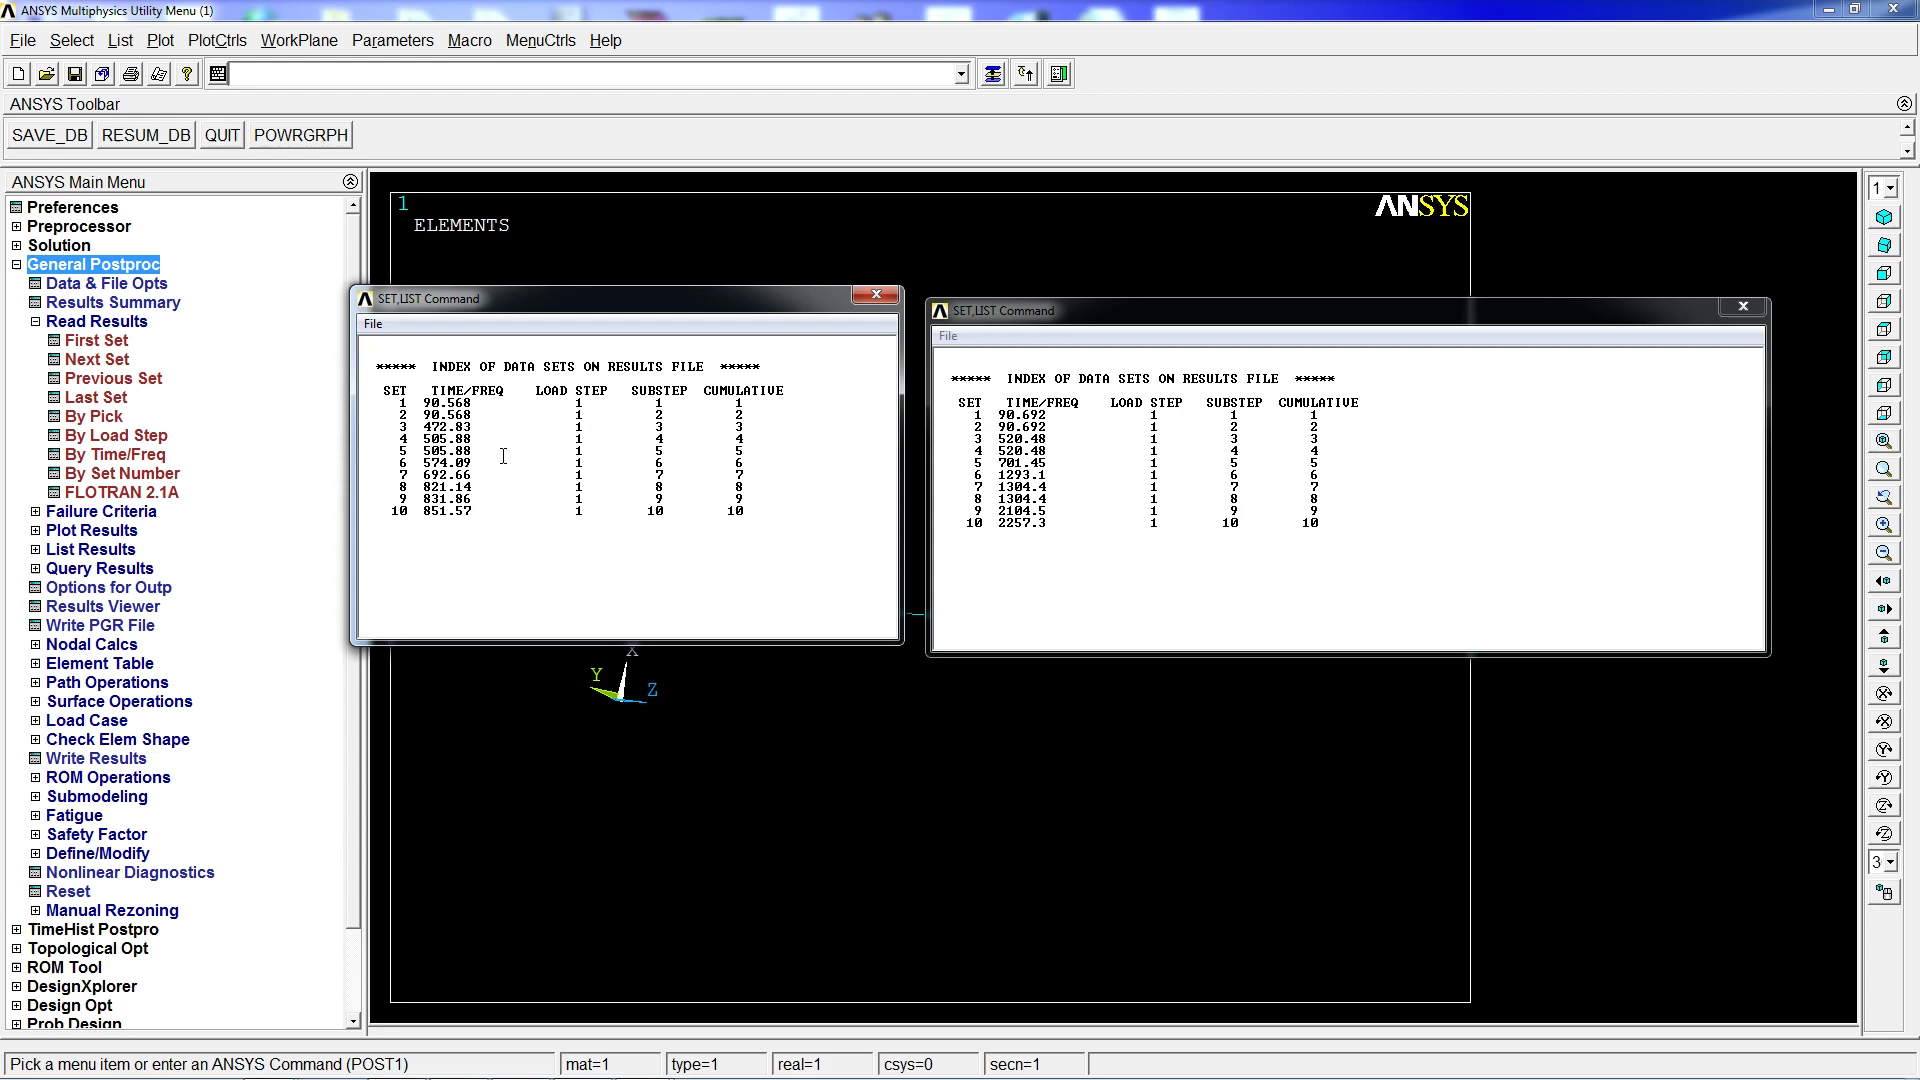 ANSYS Multiphysics Utility Menu (1)
File Select List Plot PlotCtrls WorkPlane Parameters Macro MenuCtrls Help
ANSYS Toolbar
SAVE_DB RESUM_DB QUIT POWRGRPH
ANSYS Main Menu
Preferences
Preprocessor
Solution
General Postproc
Data & File Opts
Results Summary
Read Results
First Set
Next Set
Previous Set
Last Set
By Pick
By Load Step
By Time/Freq
By Set Number
FLOTRAN 2.1A
Failure Criteria
Plot Results
List Results
Query Results
Options for Outp
Results Viewer
Write PGR File
Nodal Calcs
Element Table
Path Operations
Surface Operations
Load Case
Check Elem Shape
Write Results
ROM Operations
Submodeling
Fatigue
Safety Factor
Define/Modify
Nonlinear Diagnostics
Reset
Manual Rezoning
TimeHist Postpro
Topological Opt
ROM Tool
DesignXplorer
Design Opt
Prob Design
1
ELEMENTS
ANSYS
SET,LIST Command
File
***** INDEX OF DATA SETS ON RESULTS FILE *****
SET TIME/FREQ LOAD STEP SUBSTEP CUMULATIVE
1 90.568 1 1 1
2 90.568 1 2 2
3 472.83 1 3 3
4 505.88 1 4 4
5 505.88 1 5 5
6 574.09 1 6 6
7 692.66 1 7 7
8 821.14 1 8 8
9 831.86 1 9 9
10 851.57 1 10 10
SET,LIST Command
File
***** INDEX OF DATA SETS ON RESULTS FILE *****
SET TIME/FREQ LOAD STEP SUBSTEP CUMULATIVE
1 90.692 1 1 1
2 90.692 1 2 2
3 520.48 1 3 3
4 520.48 1 4 4
5 701.45 1 5 5
6 1293.1 1 6 6
7 1304.4 1 7 7
8 1304.4 1 8 8
9 2104.5 1 9 9
10 2257.3 1 10 10
X
Y
Z
1
3
Pick a menu item or enter an ANSYS Command (POST1) mat=1 type=1 real=1 csys=0 secn=1